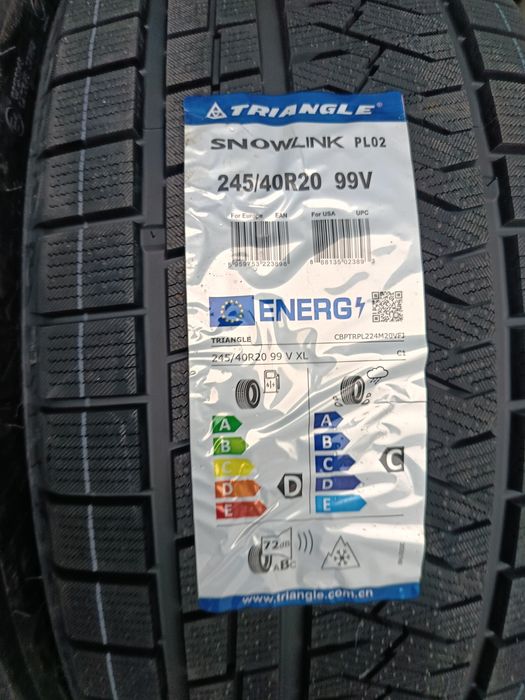 TRIANGLE
SNOWLINK PL02
245/40R20 99V
For Europe EAN For USA UPC
ENERG
TRIANGLE CBPTRPL224M20VFJ
245/40R20 99 V XL C1
A A
B B
C C C
D D D
E E
72dB
ABC
www.triangle.com.cn